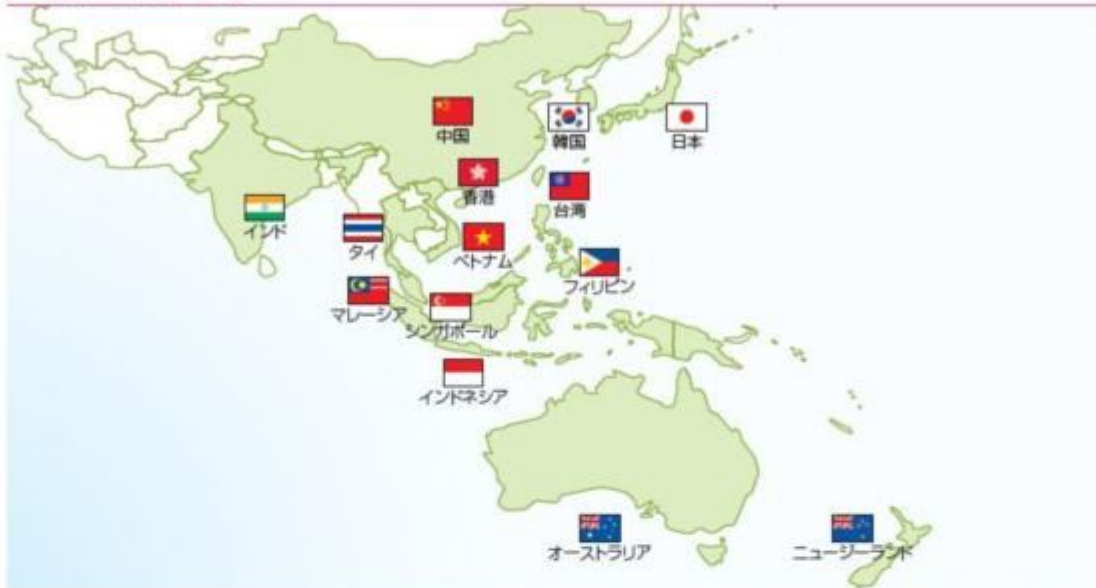 中国
韓国
日本
香港
台湾
インド
タイ
ベトナム
フィリピン
マレーシア
シンガポール
インドネシア
オーストラリア
ニュージーランド